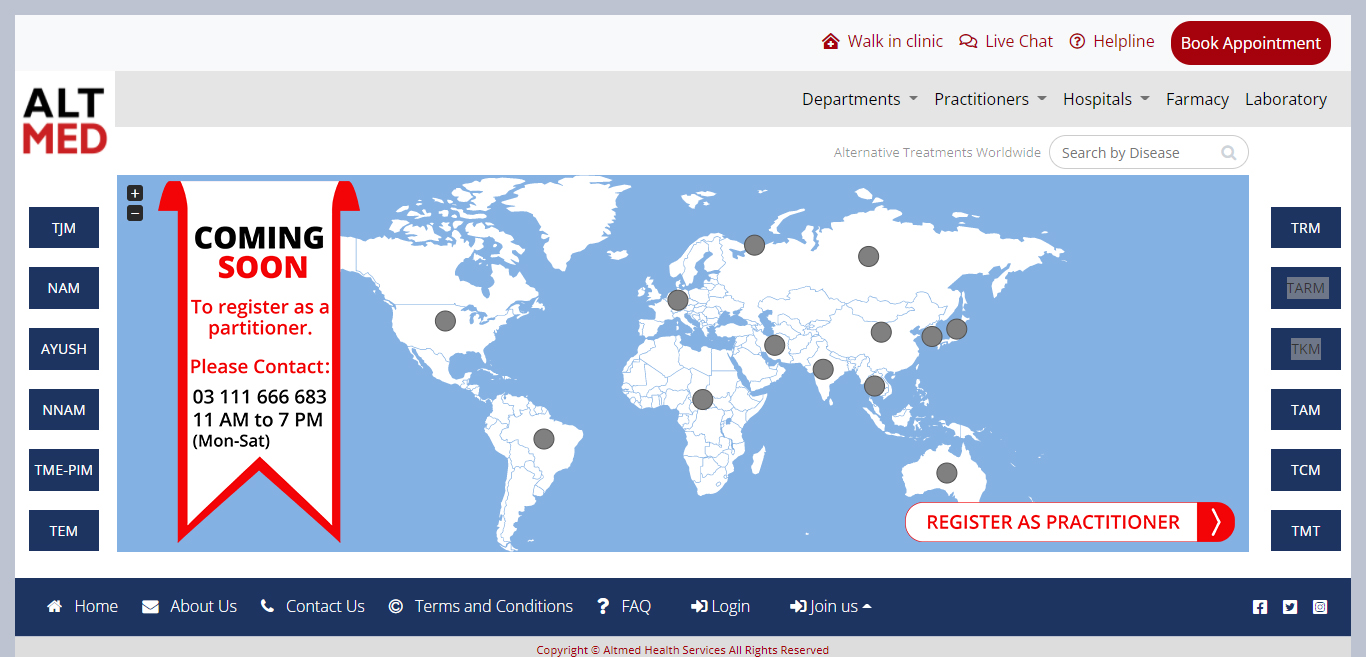 Walk in clinic Live Chat Helpline Book Appointment
ALT
MED
Departments Practitioners Hospitals Farmacy Laboratory
Alternative Treatments Worldwide Search by Disease
+
−
COMING
SOON
To register as a
partitioner.
Please Contact:
03 111 666 683
11 AM to 7 PM
(Mon-Sat)
TJM
NAM
AYUSH
NNAM
TME-PIM
TEM
TRM
TARM
TKM
TAM
TCM
TMT
REGISTER AS PRACTITIONER
Home About Us Contact Us Terms and Conditions FAQ Login Join us
Copyright © Altmed Health Services All Rights Reserved